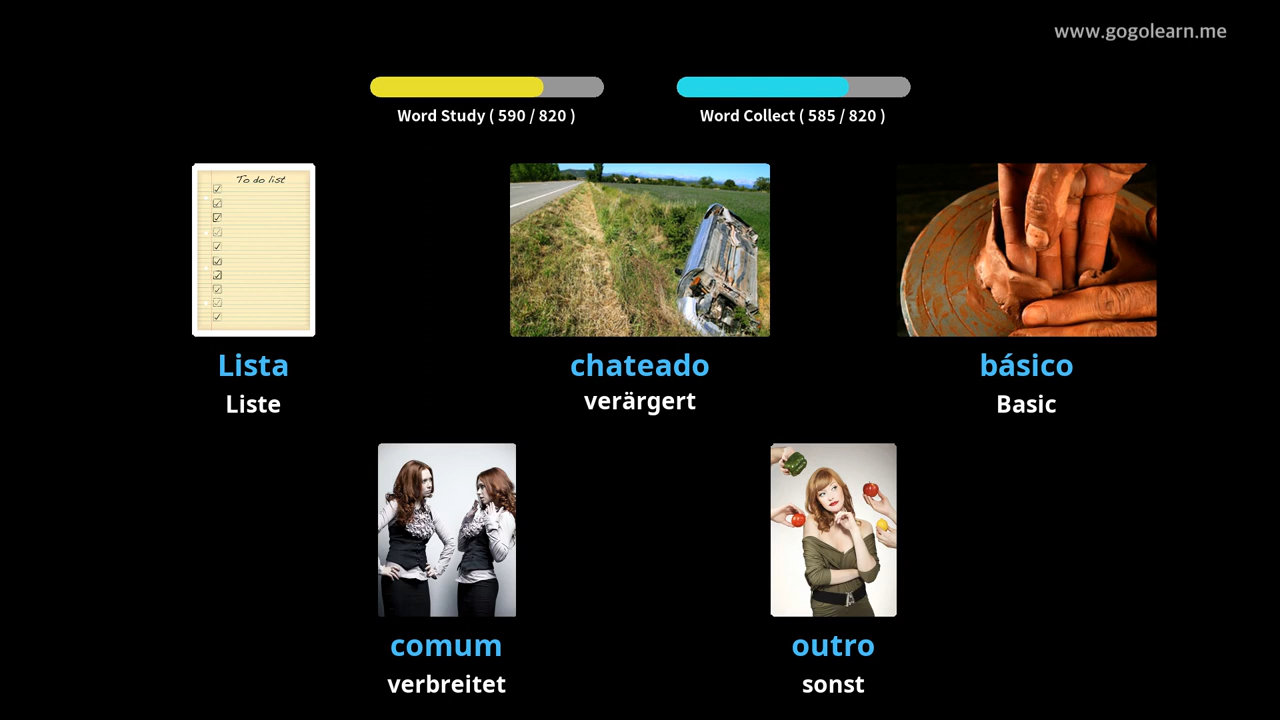 www.gogolearn.me
Word Study ( 590 / 820 )
Word Collect ( 585 / 820 )
To do list
Lista
Liste
chateado
verärgert
básico
Basic
comum
verbreitet
outro
sonst